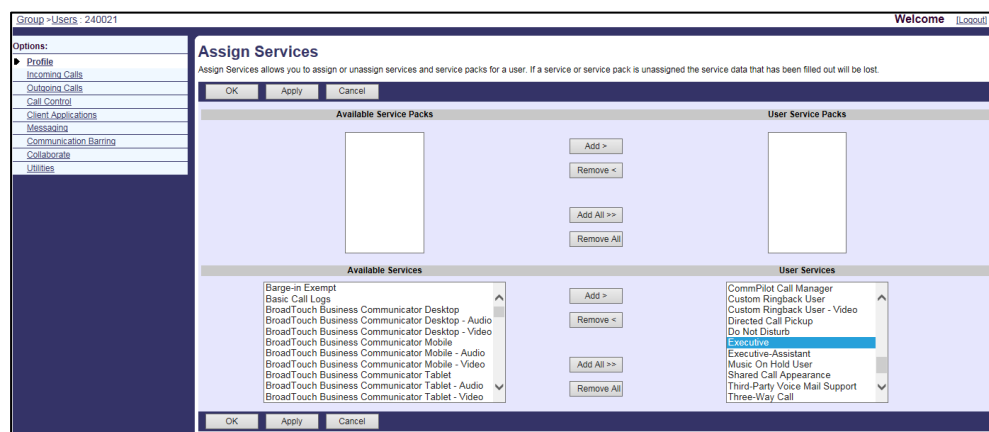 Group >Users : 240021
Welcome [Logout]
Options:
Profile
Incoming Calls
Outgoing Calls
Call Control
Client Applications
Messaging
Communication Barring
Collaborate
Utilities
Assign Services
Assign Services allows you to assign or unassign services and service packs for a user. If a service or service pack is unassigned the service data that has been filled out will be lost.
OK Apply Cancel
Available Service Packs
User Service Packs
Add >
Remove <
Add All >>
Remove All
Available Services
User Services
Barge-in Exempt
Basic Call Logs
BroadTouch Business Communicator Desktop
BroadTouch Business Communicator Desktop - Audio
BroadTouch Business Communicator Desktop - Video
BroadTouch Business Communicator Mobile
BroadTouch Business Communicator Mobile - Audio
BroadTouch Business Communicator Mobile - Video
BroadTouch Business Communicator Tablet
BroadTouch Business Communicator Tablet - Audio
BroadTouch Business Communicator Tablet - Video
Add >
Remove <
Add All >>
Remove All
CommPilot Call Manager
Custom Ringback User
Custom Ringback User - Video
Directed Call Pickup
Do Not Disturb
Executive
Executive-Assistant
Music On Hold User
Shared Call Appearance
Third-Party Voice Mail Support
Three-Way Call
OK Apply Cancel